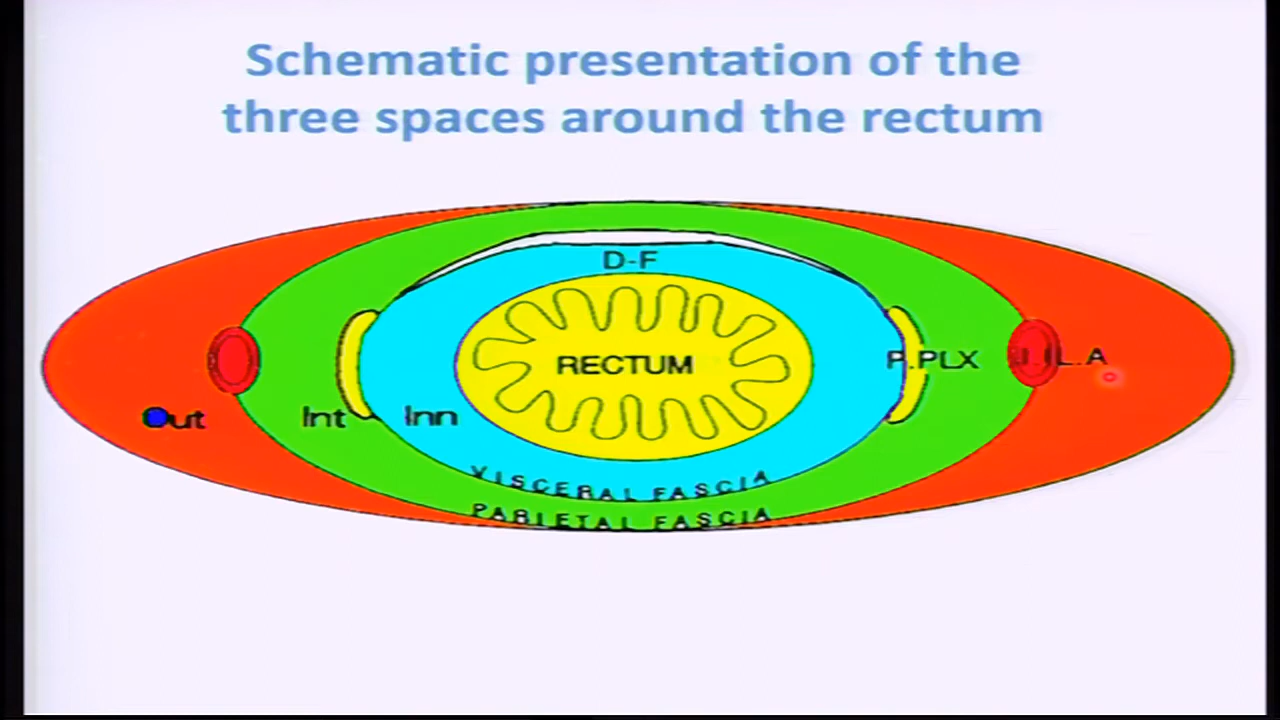 Schematic presentation of the
three spaces around the rectum
D-F
RECTUM
P.PLX
I.I.L.A
Out
Int
Inn
VISCERAL FASCIA
PARIETAL FASCIA